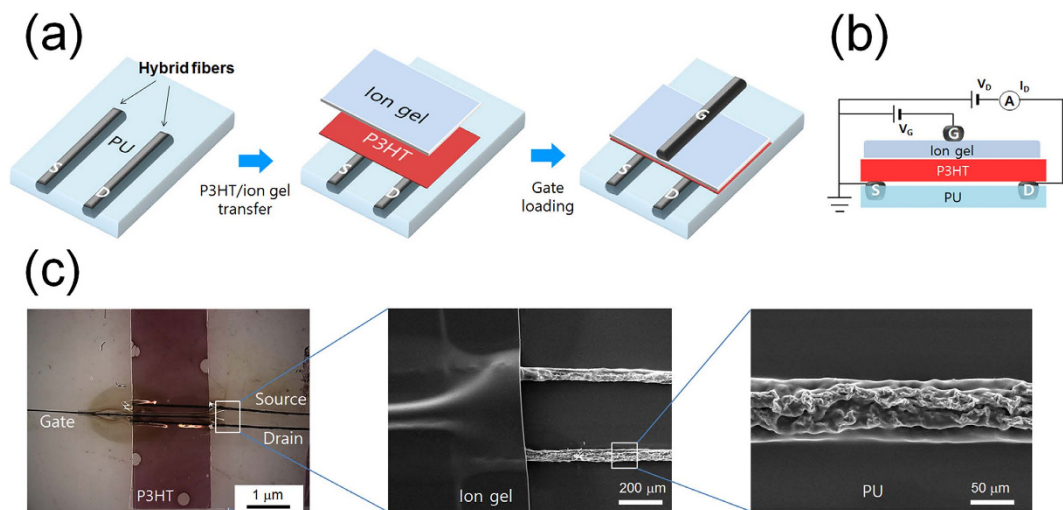 (a)
Hybrid fibers
PU
S
D
P3HT/ion gel
transfer
Ion gel
P3HT
S
D
Gate
loading
G
S
D
(b)
V_D
I_D
A
V_G
G
Ion gel
P3HT
S
D
PU
(c)
Gate
Source
Drain
P3HT
1 μm
Ion gel
200 μm
PU
50 μm